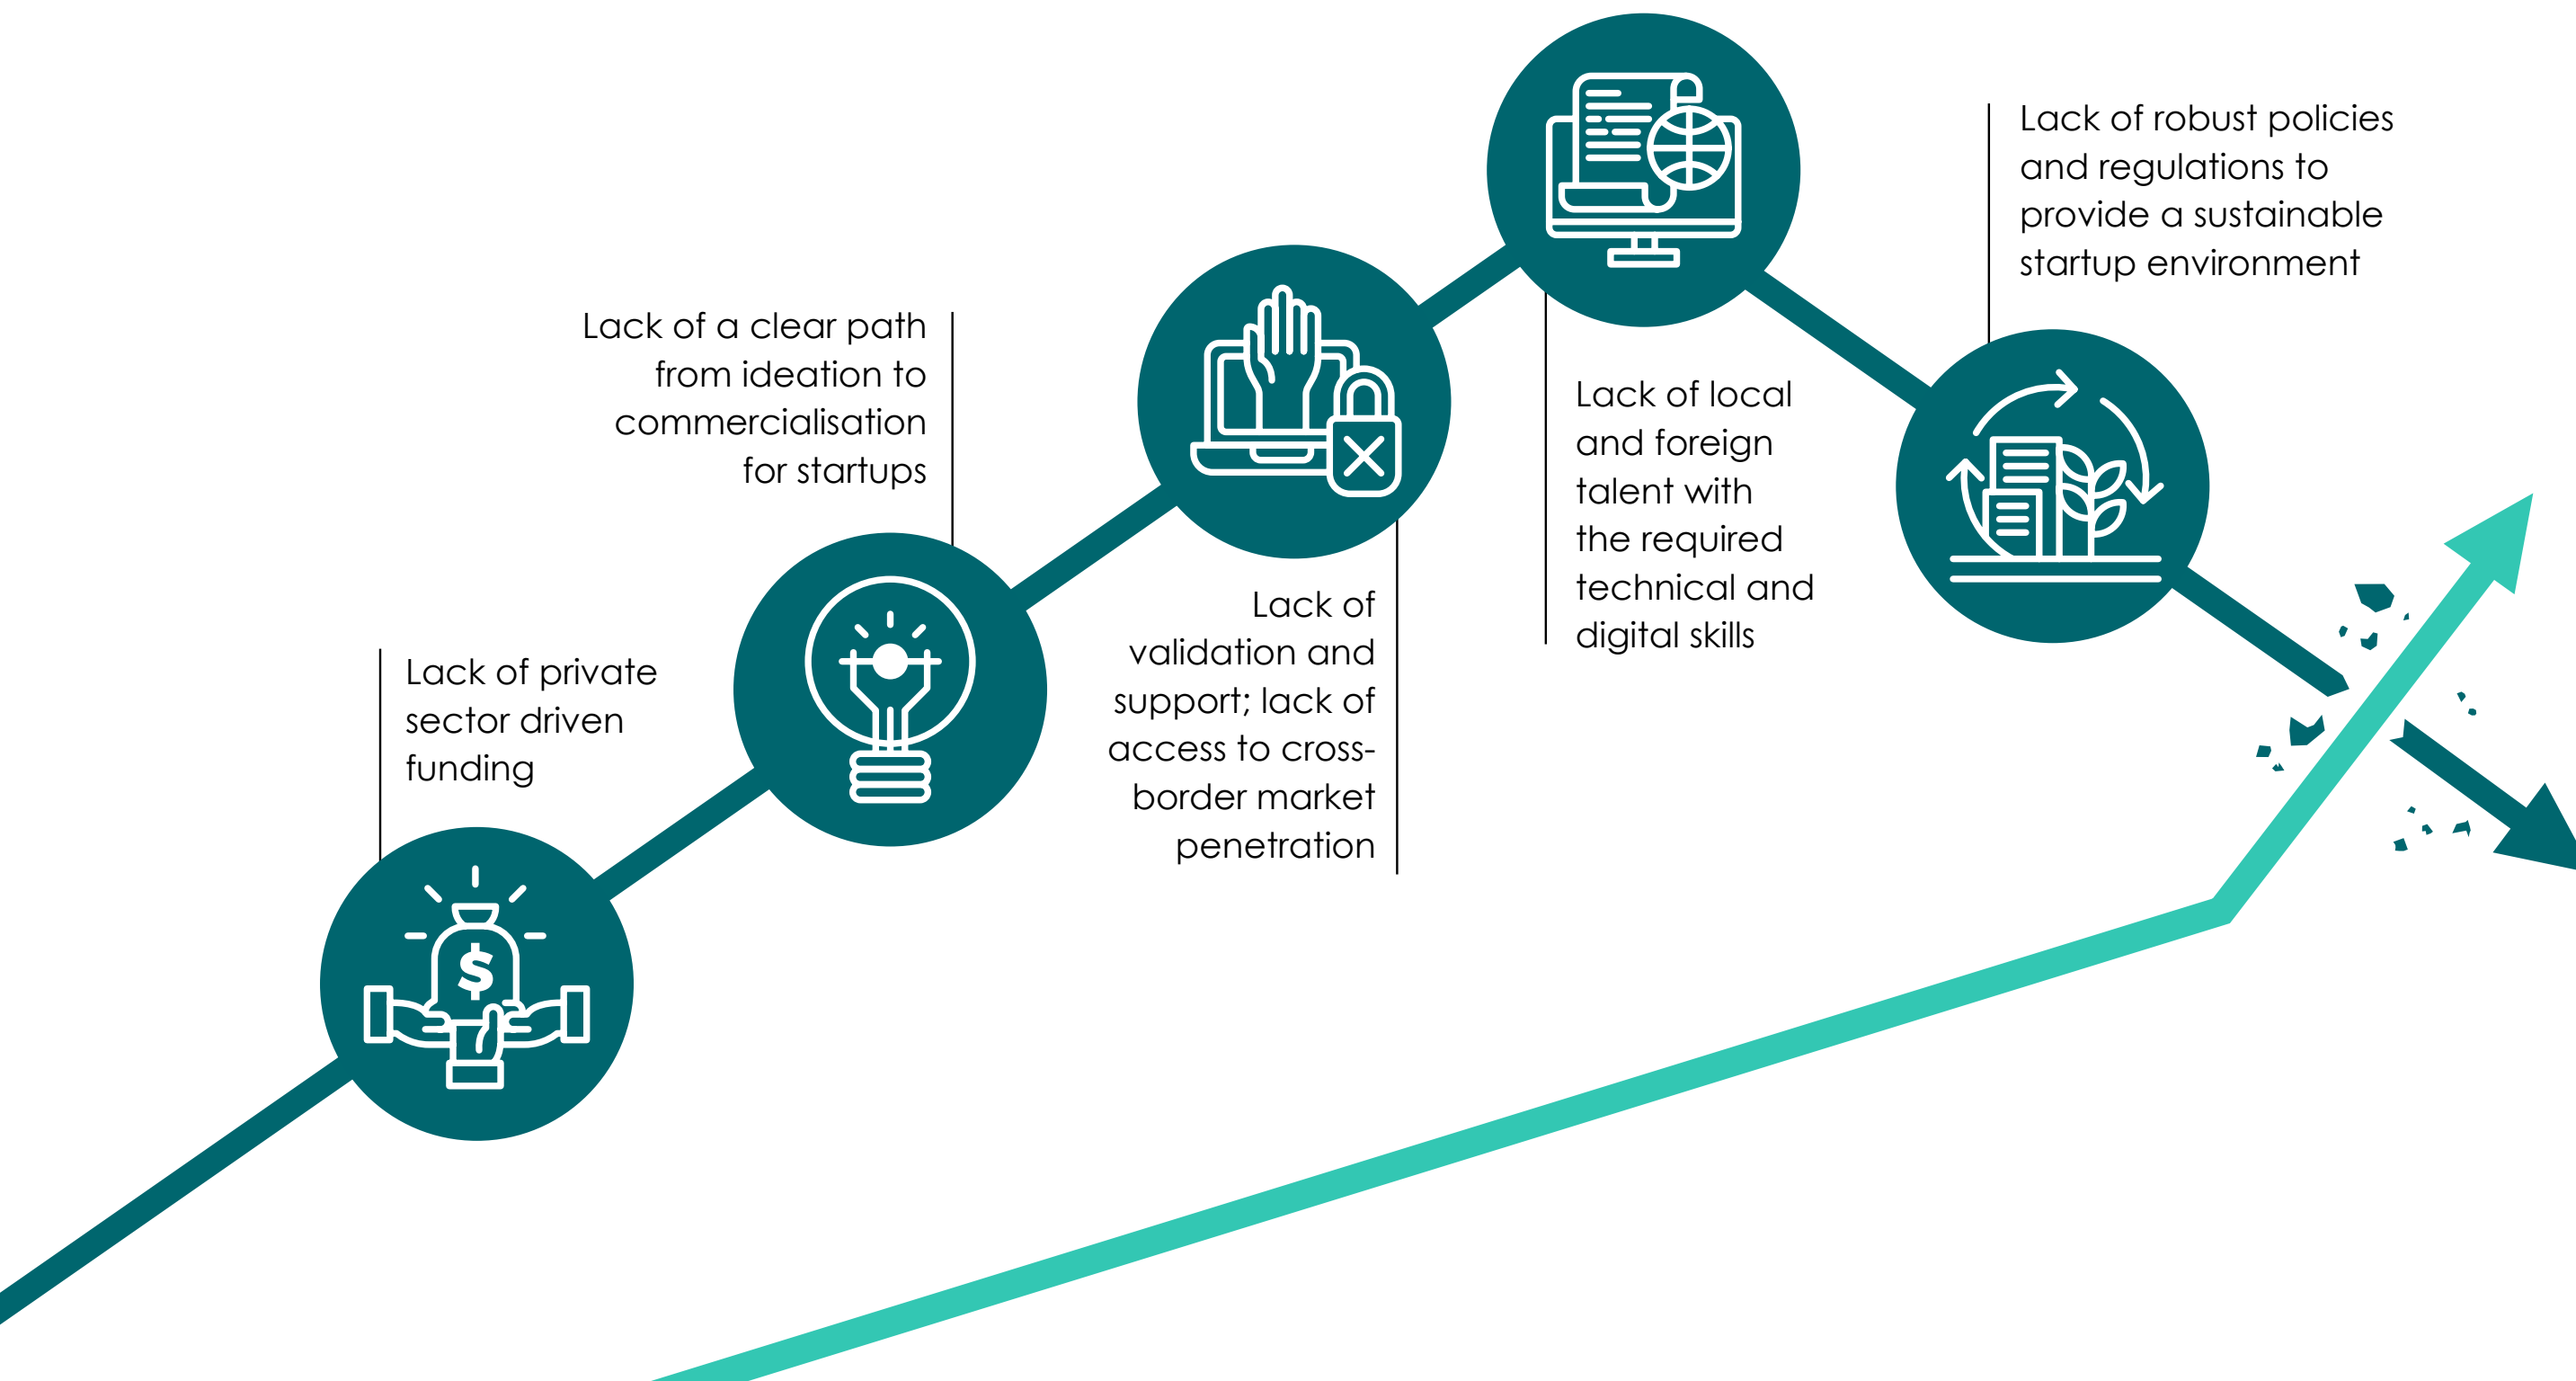 Lack of private
sector driven
funding
Lack of a clear path
from ideation to
commercialisation
for startups
Lack of
validation and
support; lack of
access to cross-
border market
penetration
Lack of local
and foreign
talent with
the required
technical and
digital skills
Lack of robust policies
and regulations to
provide a sustainable
startup environment
$